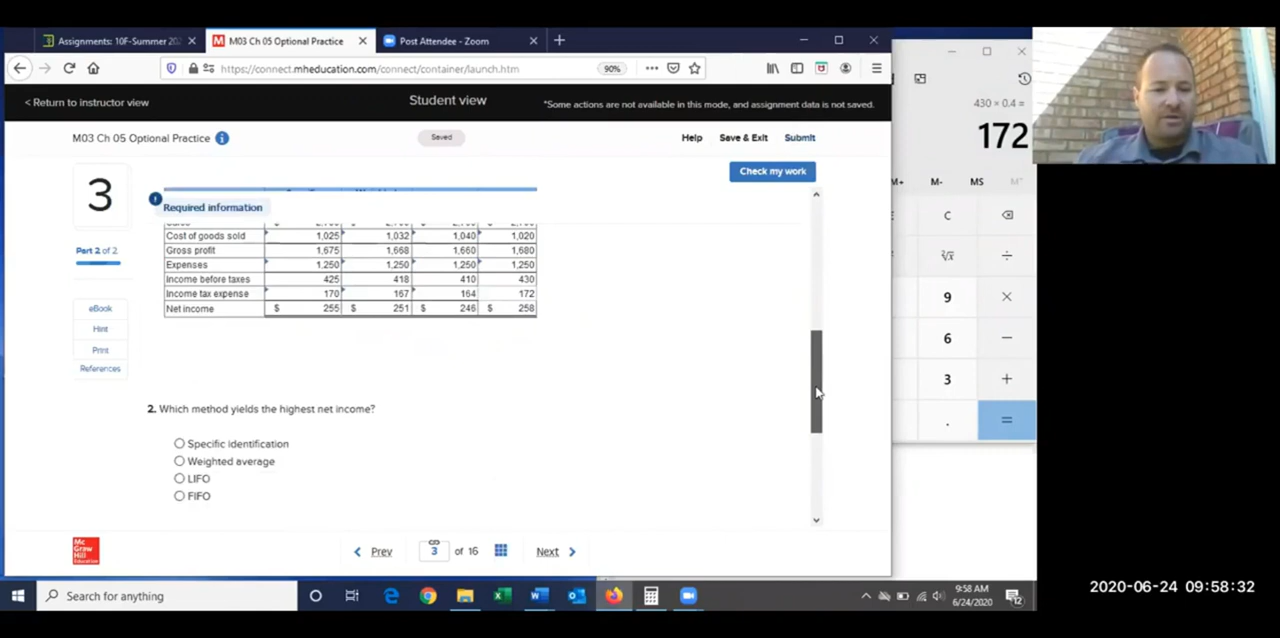 Assignments: 10F-Summer 202
M03 Ch 05 Optional Practice
Post Attendee - Zoom
https://connect.mheducation.com/connect/container/launch.htm
90%
< Return to instructor view
Student view
*Some actions are not available in this mode, and assignment data is not saved.
M03 Ch 05 Optional Practice
Saved
Help
Save & Exit
Submit
Check my work
3
Required information
Part 2 of 2
Cost of goods sold 1,025 1,032 1,040 1,020
Gross profit 1,675 1,668 1,660 1,680
Expenses 1,250 1,250 1,250 1,250
Income before taxes 425 418 410 430
Income tax expense 170 167 164 172
Net income $ 255 $ 251 $ 246 $ 258
eBook
Hint
Print
References
2. Which method yields the highest net income?
Specific identification
Weighted average
LIFO
FIFO
Mc
Graw
Hill
Education
Prev
3 of 16
Next
430 × 0.4 =
172
M+ M- MS
C
9
6
3
Search for anything
9:58 AM
6/24/2020
12
2020-06-24 09:58:32